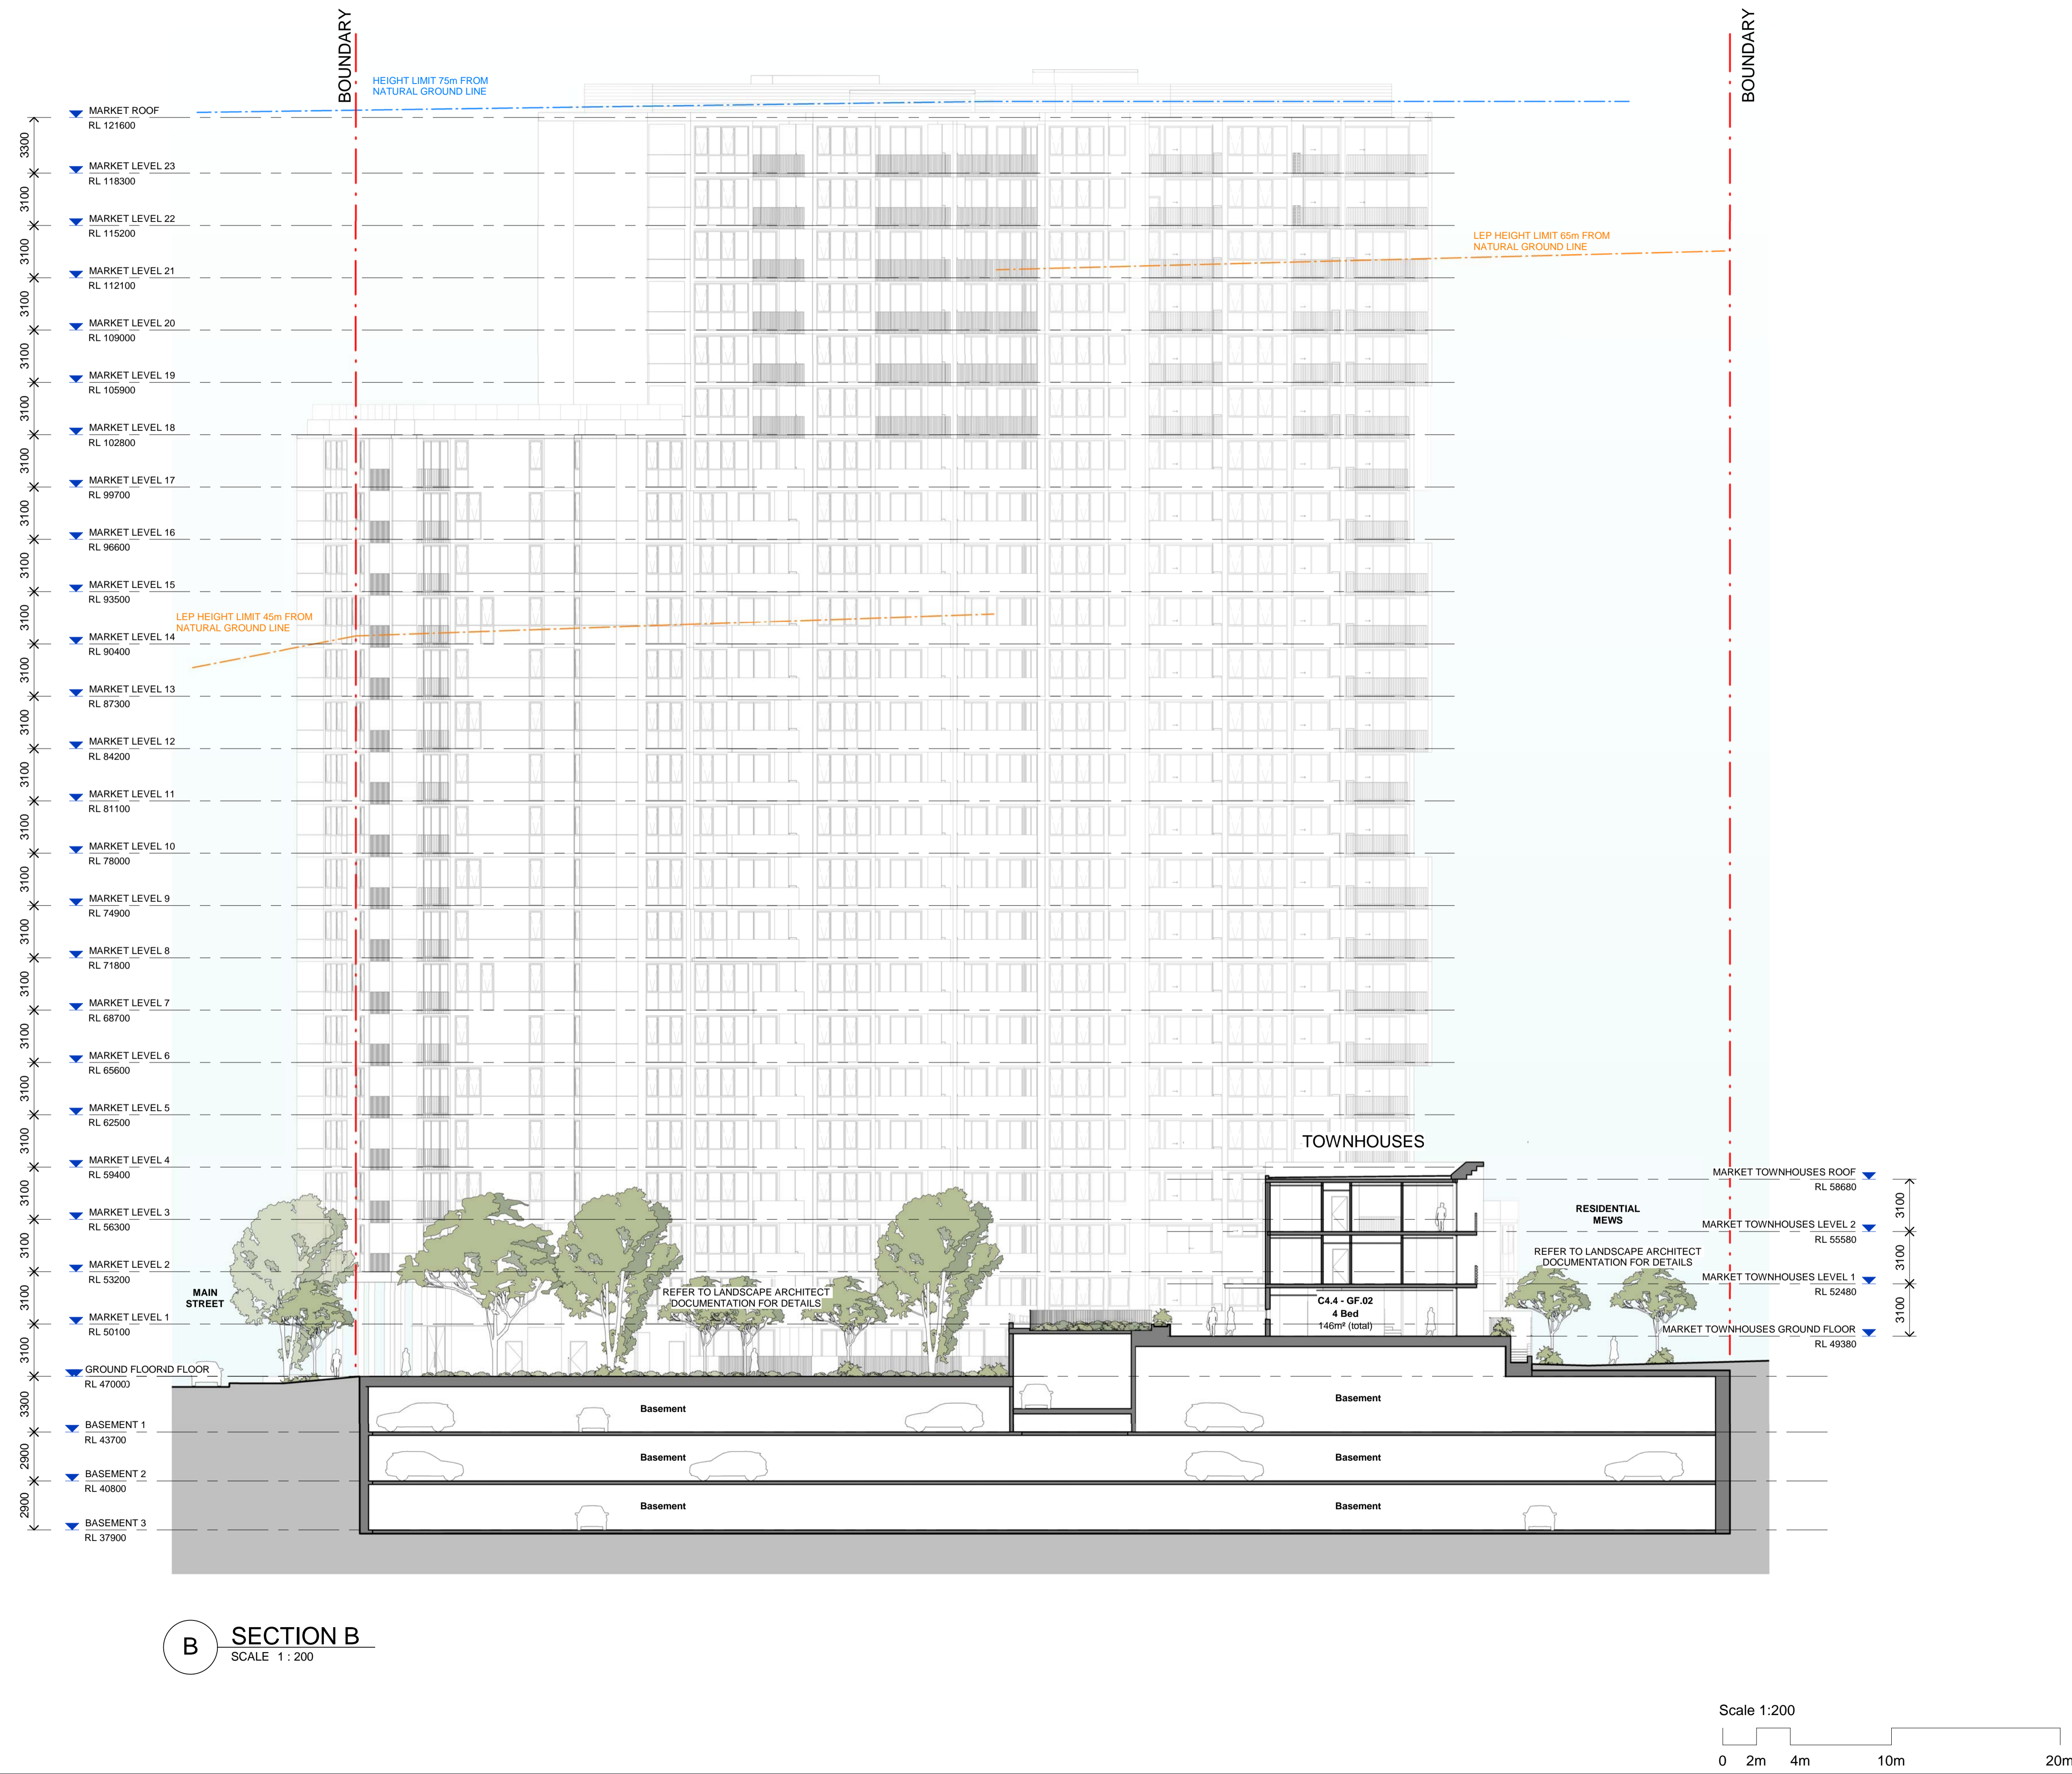 BOUNDARY
BOUNDARY
HEIGHT LIMIT 75m FROM
NATURAL GROUND LINE
MARKET ROOF
RL 121600
3300
MARKET LEVEL 23
RL 118300
3100
MARKET LEVEL 22
RL 115200
3100
LEP HEIGHT LIMIT 65m FROM
NATURAL GROUND LINE
MARKET LEVEL 21
RL 112100
3100
MARKET LEVEL 20
RL 109000
3100
MARKET LEVEL 19
RL 105900
3100
MARKET LEVEL 18
RL 102800
3100
MARKET LEVEL 17
RL 99700
3100
MARKET LEVEL 16
RL 96600
3100
MARKET LEVEL 15
RL 93500
3100
LEP HEIGHT LIMIT 45m FROM
NATURAL GROUND LINE
MARKET LEVEL 14
RL 90400
3100
MARKET LEVEL 13
RL 87300
3100
MARKET LEVEL 12
RL 84200
3100
MARKET LEVEL 11
RL 81100
3100
MARKET LEVEL 10
RL 78000
3100
MARKET LEVEL 9
RL 74900
3100
MARKET LEVEL 8
RL 71800
3100
MARKET LEVEL 7
RL 68700
3100
MARKET LEVEL 6
RL 65600
3100
MARKET LEVEL 5
RL 62500
3100
MARKET LEVEL 4
RL 59400
3100
MARKET LEVEL 3
RL 56300
3100
MARKET LEVEL 2
RL 53200
3100
MARKET LEVEL 1
RL 50100
3100
GROUND FLOORND FLOOR
RL 47000
3300
BASEMENT 1
RL 43700
2900
BASEMENT 2
RL 40800
2900
BASEMENT 3
RL 37900
MAIN
STREET
REFER TO LANDSCAPE ARCHITECT
DOCUMENTATION FOR DETAILS
TOWNHOUSES
C4.4 - GF.02
4 Bed
146m² (total)
RESIDENTIAL
MEWS
REFER TO LANDSCAPE ARCHITECT
DOCUMENTATION FOR DETAILS
MARKET TOWNHOUSES ROOF
RL 58680
3100
MARKET TOWNHOUSES LEVEL 2
RL 55580
3100
MARKET TOWNHOUSES LEVEL 1
RL 52480
3100
MARKET TOWNHOUSES GROUND FLOOR
RL 49380
Basement
Basement
Basement
Basement
Basement
Basement
B
SECTION B
SCALE 1 : 200
Scale 1:200
0 2m 4m 10m 20m